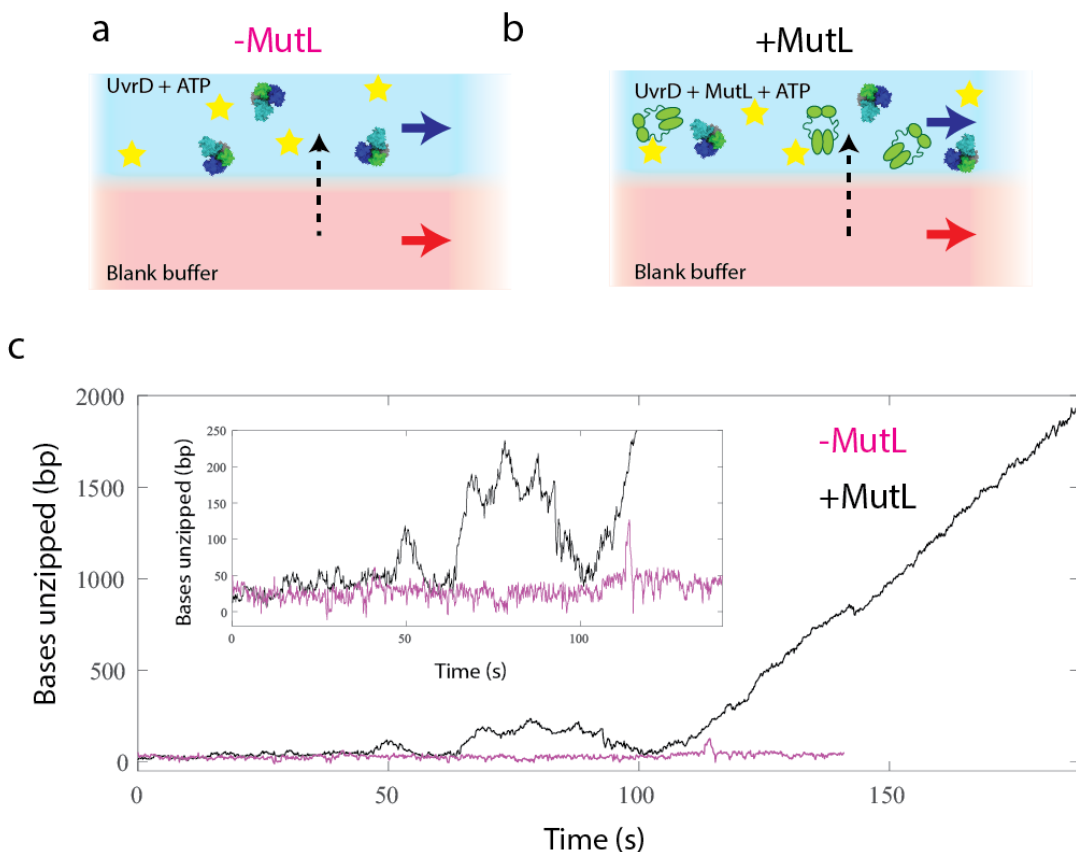 a
-MutL
UvrD + ATP
Blank buffer
b
+MutL
UvrD + MutL + ATP
Blank buffer
c
Bases unzipped (bp)
2000
1500
1000
500
0
0
50
100
150
Time (s)
Bases unzipped (bp)
250
200
150
100
50
0
0
50
100
Time (s)
-MutL
+MutL